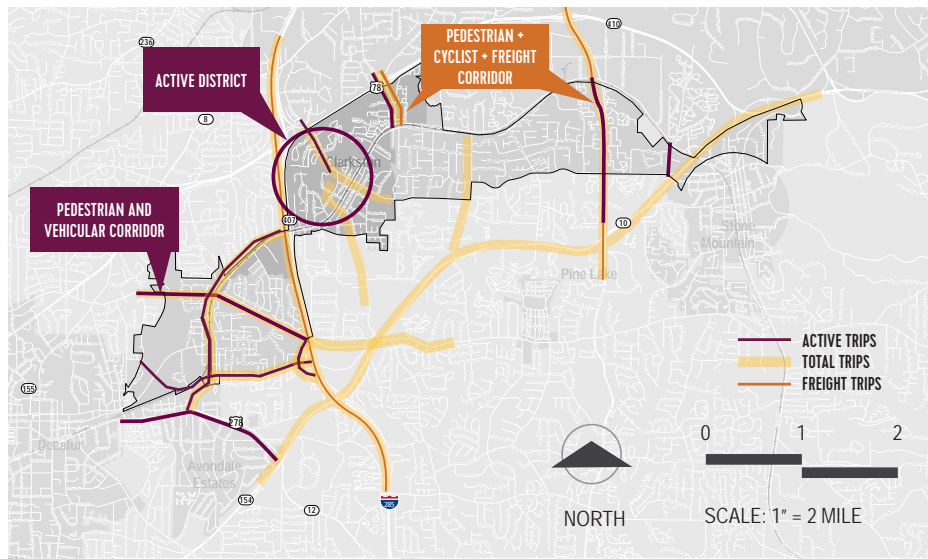 236
410
PEDESTRIAN +
CYCLIST + FREIGHT
CORRIDOR
ACTIVE DISTRICT
78
8
Clarkston
PEDESTRIAN AND
VEHICULAR CORRIDOR
407
10
Stone
Mountain
Pine Lake
ACTIVE TRIPS
TOTAL TRIPS
FREIGHT TRIPS
155
278
Decatur
Avondale
Estates
154
12
285
0
1
2
NORTH
SCALE: 1" = 2 MILE